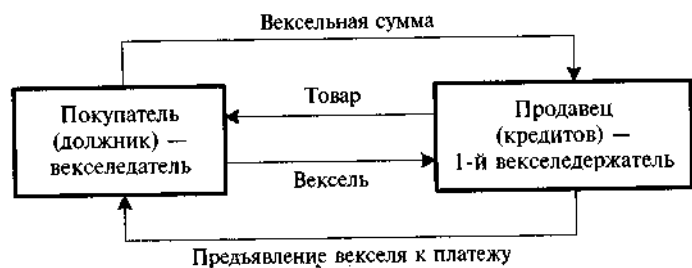 Вексельная сумма
Покупатель
(должник) —
векселедатель
Товар
Вексель
Продавец
(кредитов) —
1-й векселедержатель
Предъявление векселя к платежу